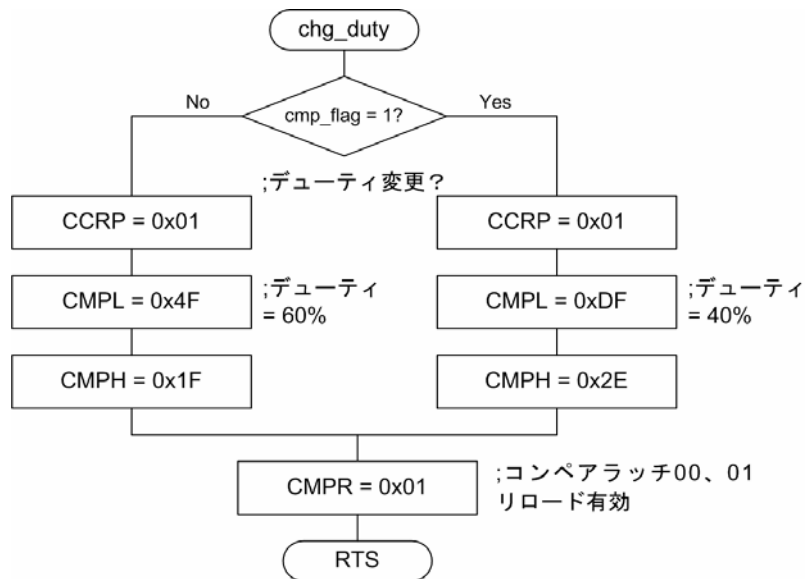 chg_duty
No
cmp_flag = 1?
Yes
;デューティ変更？
CCRP = 0x01
CCRP = 0x01
CMPL = 0x4F
;デューティ
= 60%
CMPL = 0xDF
;デューティ
= 40%
CMPH = 0x1F
CMPH = 0x2E
CMPR = 0x01
;コンペアラッチ00、01
リロード有効
RTS